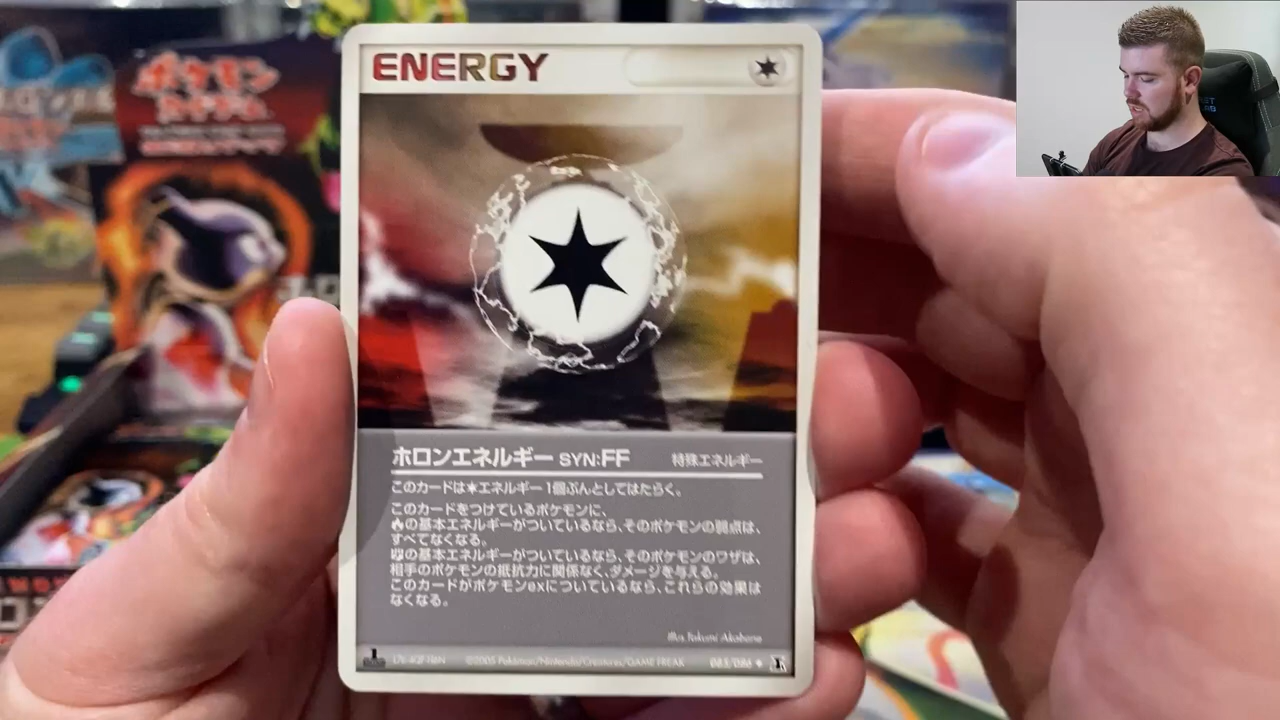 ポケモン
ENERGY
ホロンエネルギー SYN:FF 特殊エネルギー
このカードは✶エネルギー1個ぶんとしてはたらく。
このカードをつけているポケモンに、
の基本エネルギーがついているなら、そのポケモンの弱点は、
すべてなくなる。
の基本エネルギーがついているなら、そのポケモンのワザは、
相手のポケモンの抵抗力に関係なく、ダメージを与える。
このカードがポケモンexについているなら、これらの効果は
なくなる。
illus.Takumi Akabane
©2005 Pokémon/Nintendo/Creatures/GAME FREAK 083/086